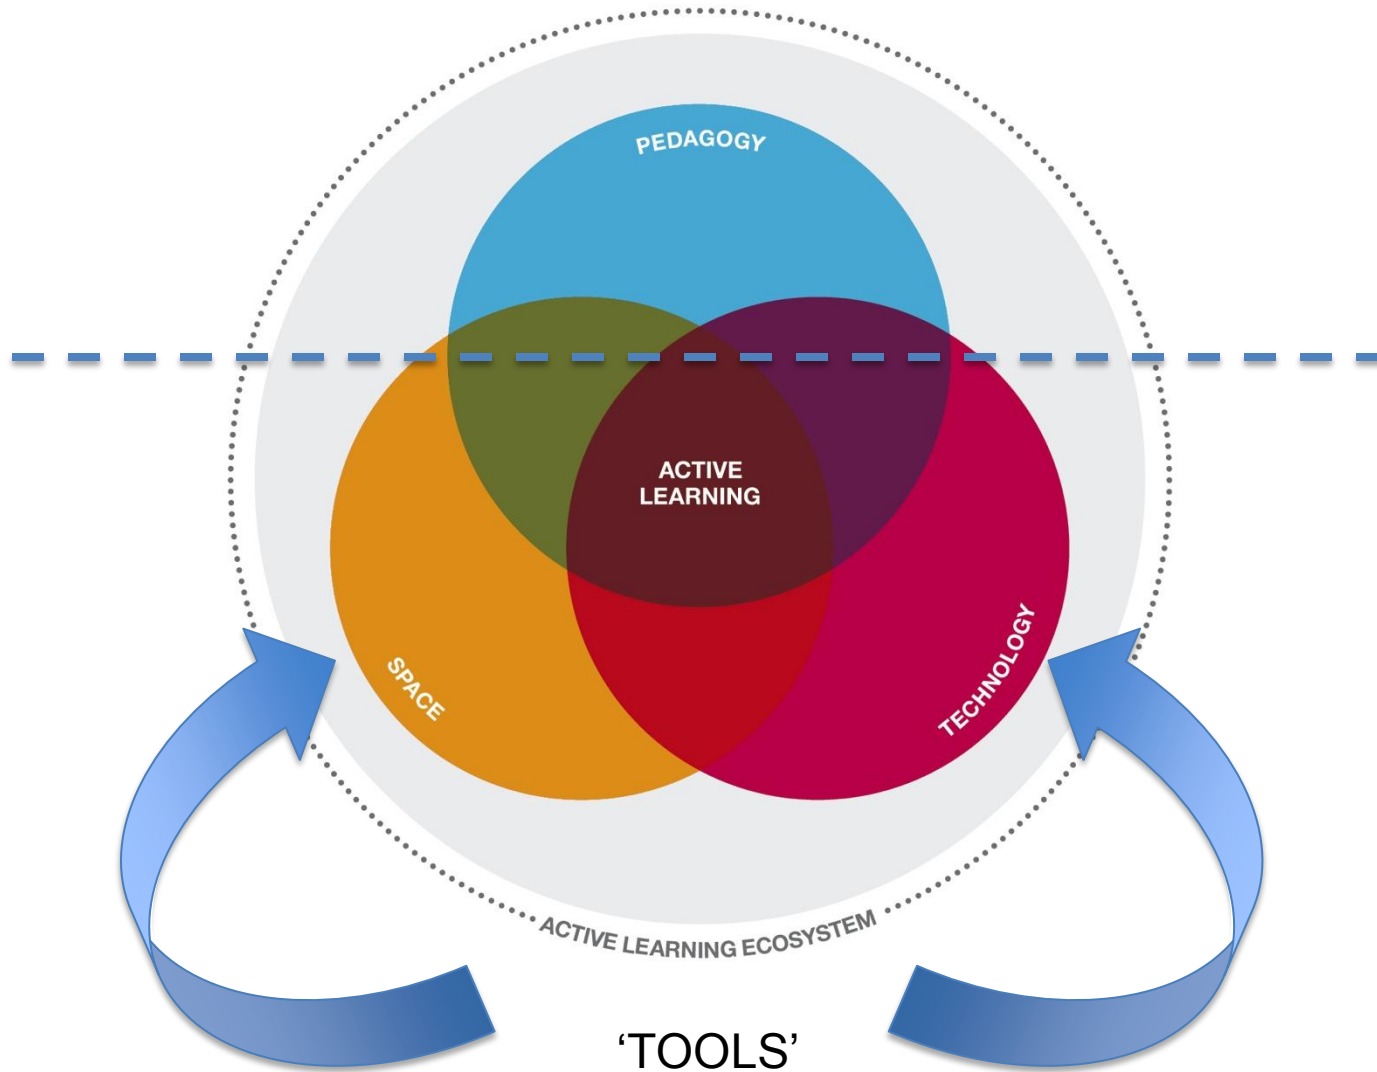 PEDAGOGY
ACTIVE
LEARNING
SPACE
TECHNOLOGY
ACTIVE LEARNING ECOSYSTEM
‘TOOLS’